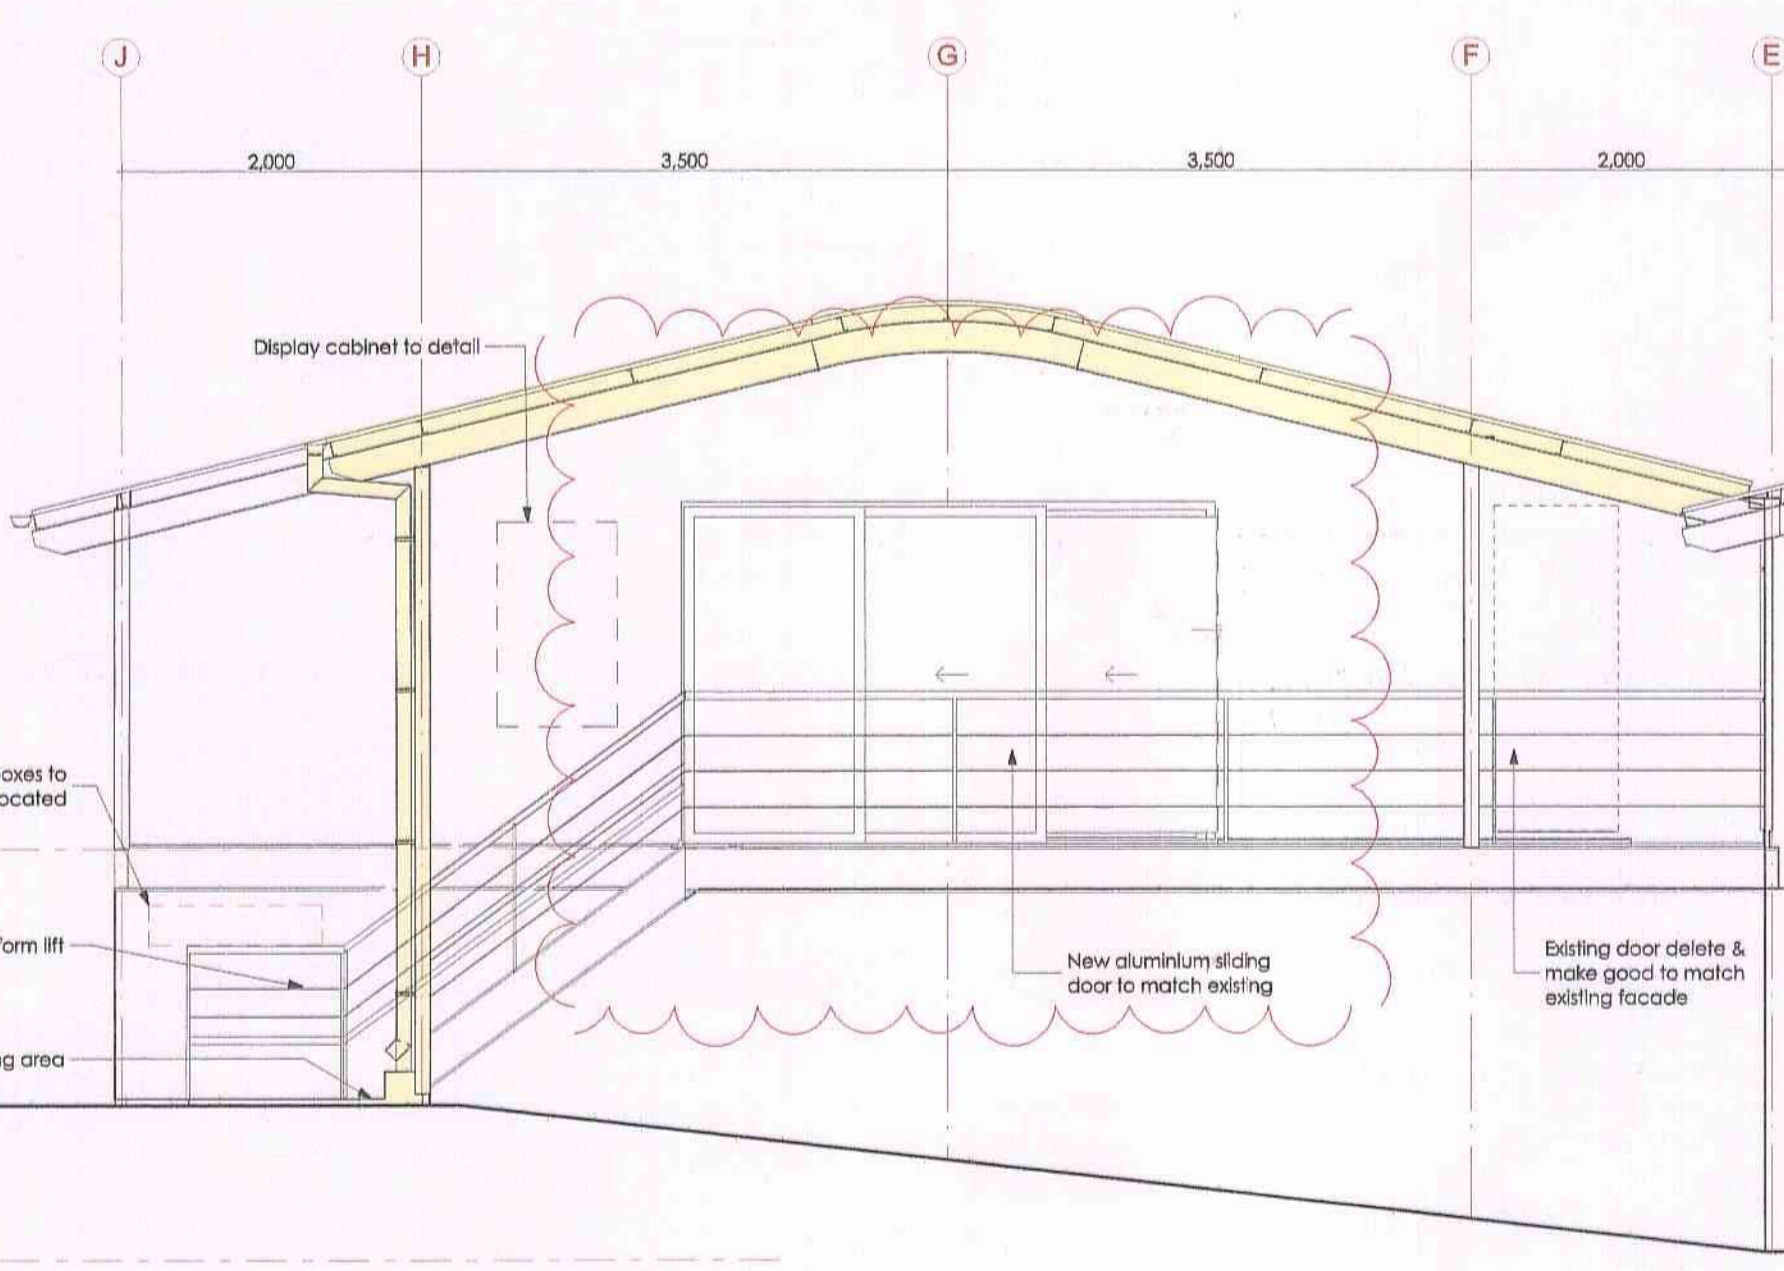 J
H
G
F
E
2,000
3,500
3,500
2,000
Display cabinet to detail
oxes to
ocated
orm lift
g area
New aluminium sliding
door to match existing
Existing door delete &
make good to match
existing facade